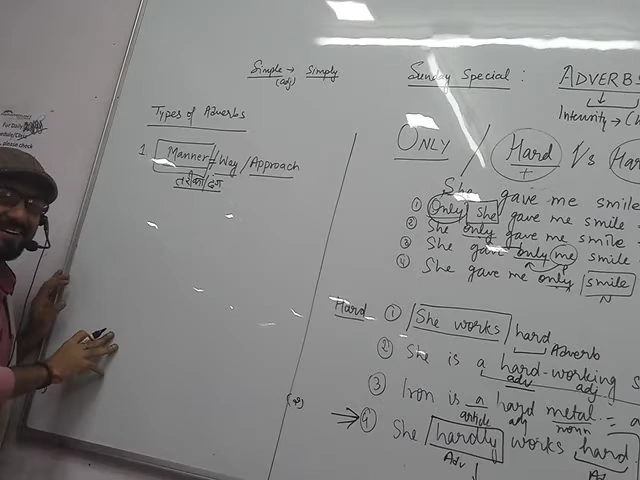 Simple → Simply
(adj)
Types of Adverbs
1 Manner / Way / Approach
तरीका / ढंग
Sunday Special : ADVERBS
Intensity →
ONLY / Hard Vs
+
She gave me smile
① Only She gave me smile
② She only gave me smile
③ She gave only me smile
④ She gave me only smile
N
Hard ① She works hard
Adverb
② She is a hard-working
adv adj
③ Iron is a hard metal
article adj noun
④ She hardly works hard
Adv
please check